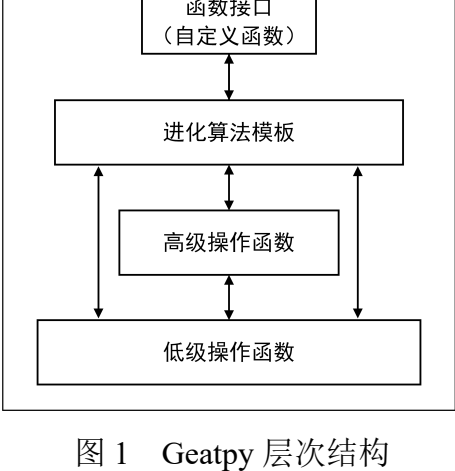 函数接口
（自定义函数）
进化算法模板
高级操作函数
低级操作函数
图 1 Geatpy 层次结构